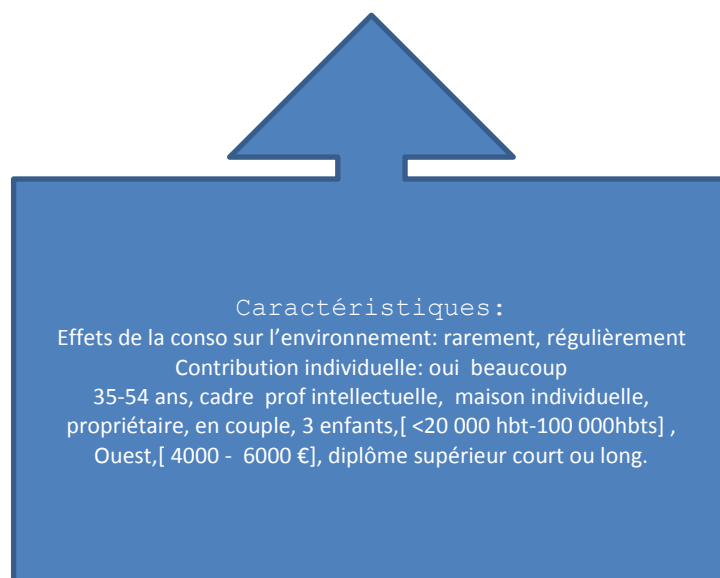 Caractéristiques:
Effets de la conso sur l’environnement: rarement, régulièrement
Contribution individuelle: oui  beaucoup
35-54 ans, cadre  prof intellectuelle,  maison individuelle,
propriétaire, en couple, 3 enfants,[ <20 000 hbt-100 000hbts] ,
Ouest,[ 4000 -  6000 €], diplôme supérieur court ou long.